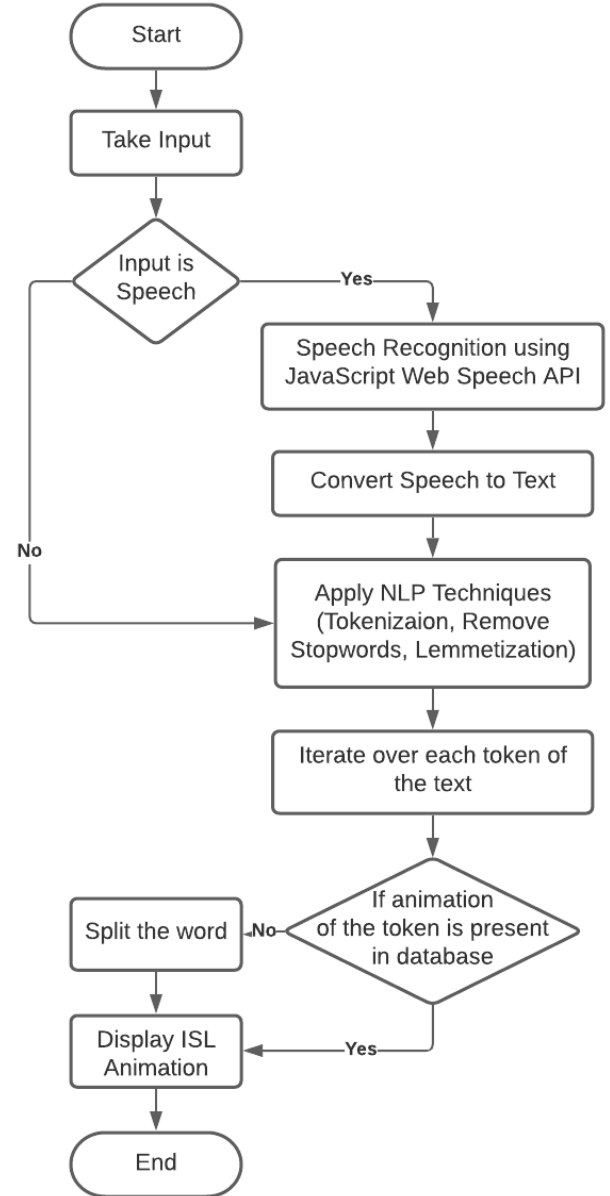 Start
Take Input
Input is
Speech
Yes
Speech Recognition using
JavaScript Web Speech API
Convert Speech to Text
No
Apply NLP Techniques
(Tokenizaion, Remove
Stopwords, Lemmetization)
Iterate over each token of
the text
If animation
of the token is present
in database
No
Split the word
Display ISL
Animation
Yes
End